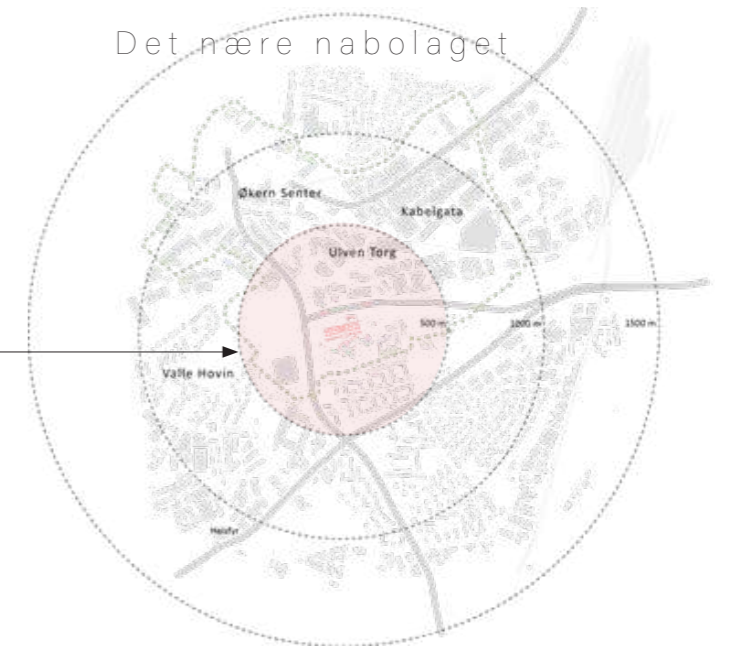 Det nære nabolaget
Økern Senter
Kabelgata
Ulven Torg
500 m
1000 m
1500 m
Valle Hovin
Helsfyr